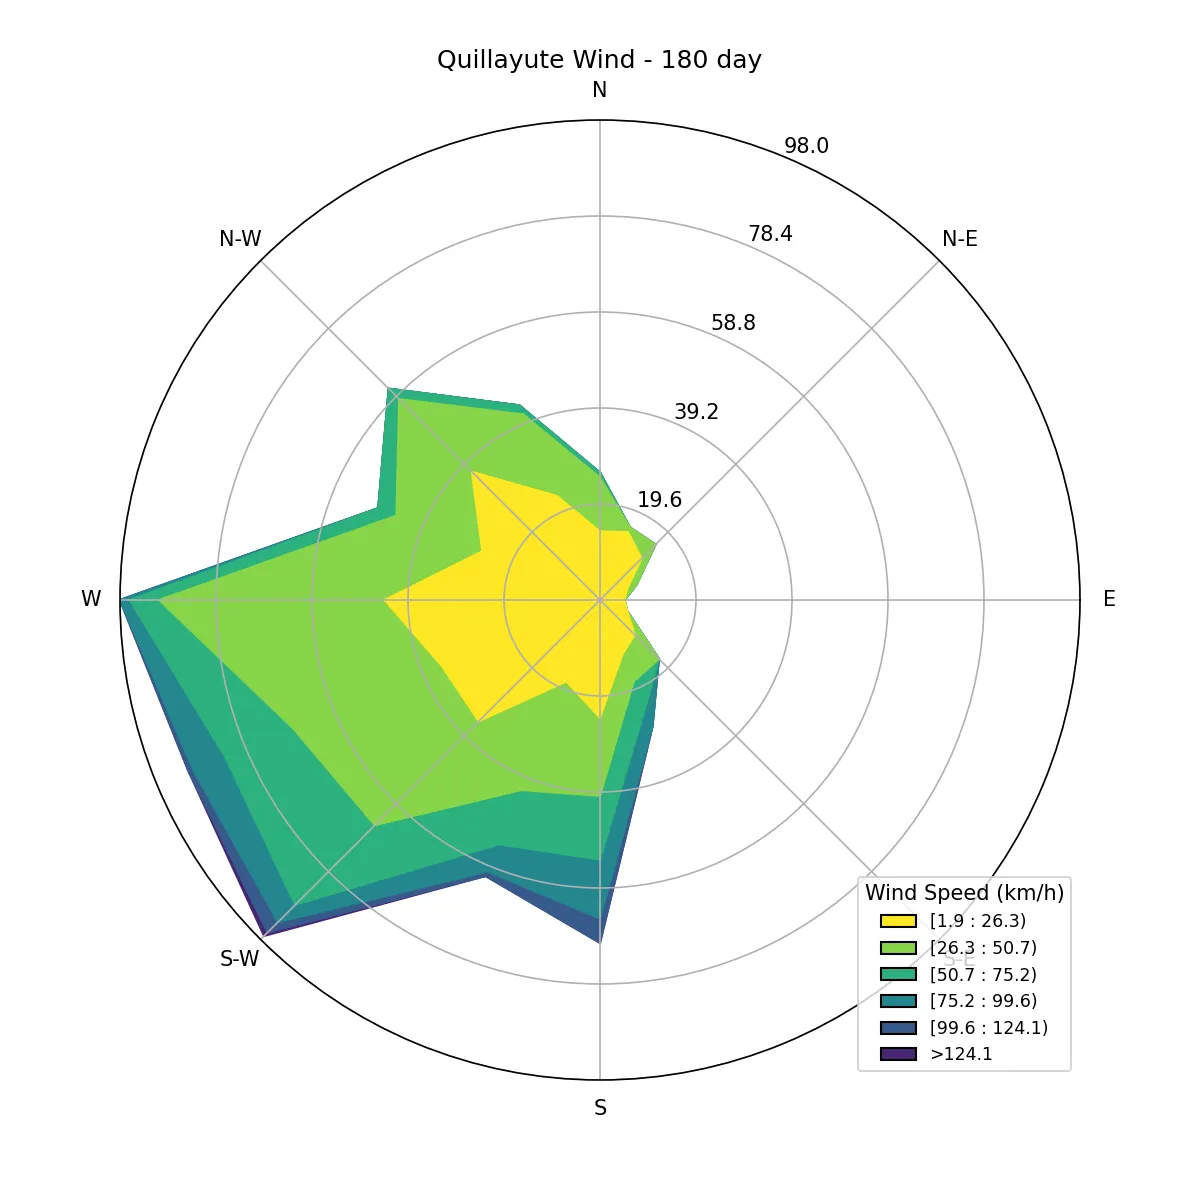 Quillayute Wind - 180 day
N
98.0
78.4
N-W
N-E
58.8
39.2
19.6
W
E
S-W
S-E
Wind Speed (km/h)
[1.9 : 26.3)
[26.3 : 50.7)
[50.7 : 75.2)
[75.2 : 99.6)
[99.6 : 124.1)
>124.1
S